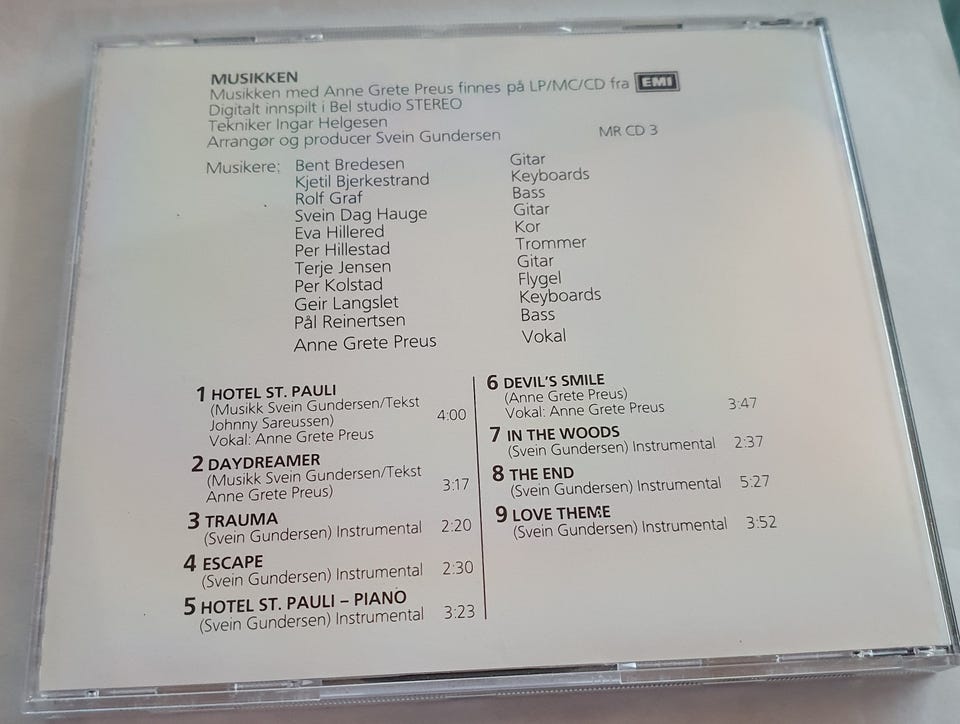 MUSIKKEN
Musikken med Anne Grete Preus finnes på LP/MC/CD fra EMI
Digitalt innspilt i Bel studio STEREO
Tekniker Ingar Helgesen
Arrangør og producer Svein Gundersen MR CD 3
Musikere: Bent Bredesen Gitar
Kjetil Bjerkestrand Keyboards
Rolf Graf Bass
Svein Dag Hauge Gitar
Eva Hillered Kor
Per Hillestad Trommer
Terje Jensen Gitar
Per Kolstad Flygel
Geir Langslet Keyboards
Pål Reinertsen Bass
Anne Grete Preus Vokal
1 HOTEL ST. PAULI
(Musikk Svein Gundersen/Tekst
Johnny Sareussen) 4:00
Vokal: Anne Grete Preus
2 DAYDREAMER
(Musikk Svein Gundersen/Tekst
Anne Grete Preus) 3:17
3 TRAUMA
(Svein Gundersen) Instrumental 2:20
4 ESCAPE
(Svein Gundersen) Instrumental 2:30
5 HOTEL ST. PAULI – PIANO
(Svein Gundersen) Instrumental 3:23
6 DEVIL'S SMILE
(Anne Grete Preus)
Vokal: Anne Grete Preus 3:47
7 IN THE WOODS
(Svein Gundersen) Instrumental 2:37
8 THE END
(Svein Gundersen) Instrumental 5:27
9 LOVE THEME
(Svein Gundersen) Instrumental 3:52